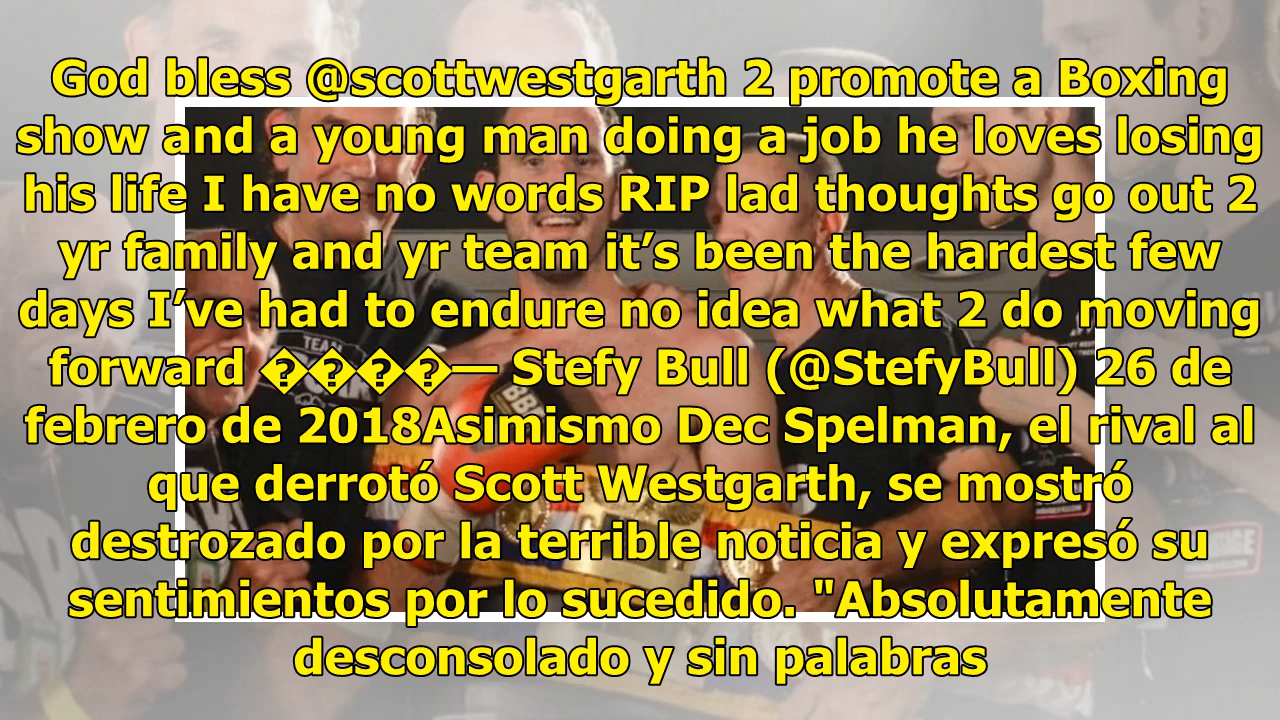 God bless @scottwestgarth 2 promote a Boxing
show and a young man doing a job he loves losing
his life I have no words RIP lad thoughts go out 2
yr family and yr team it’s been the hardest few
days I’ve had to endure no idea what 2 do moving
forward ����— Stefy Bull (@StefyBull) 26 de
febrero de 2018Asimismo Dec Spelman, el rival al
que derrotó Scott Westgarth, se mostró
destrozado por la terrible noticia y expresó su
sentimientos por lo sucedido. "Absolutamente
desconsolado y sin palabras
TEAM
BBE